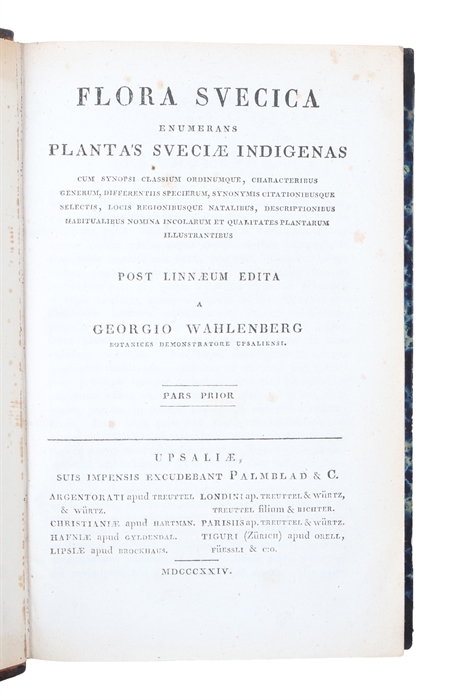 FLORA SVECICA
ENUMERANS
PLANTAS SVECIÆ INDIGENAS
CUM SYNOPSI CLASSIUM ORDINUMQUE, CHARACTERIBUS
GENERUM, DIFFERENTIIS SPECIERUM, SYNONYMIS CITATIONIBUSQUE
SELECTIS, LOCIS REGIONIBUSQUE NATALIBUS, DESCRIPTIONIBUS
HABITUALIBUS NOMINA INCOLARUM ET QUALITATES PLANTARUM
ILLUSTRANTIBUS
POST LINNÆUM EDITA
A
GEORGIO WAHLENBERG
BOTANICES DEMONSTRATORE UPSALIENSI.
PARS PRIOR
UPSALIÆ,
SUIS IMPENSIS EXCUDEBANT PALMBLAD & C.
ARGENTORATI apud TREUTTEL
& WÜRTZ.
CHRISTIANIÆ apud HARTMAN.
HAFNIÆ apud GYLDENDAL.
LIPSIÆ apud BROCKHAUS.
LONDINI ap. TREUTTEL & WÜRTZ,
TREUTTEL filium & RICHTER.
PARISIIS ap. TREUTTEL & WÜRTZ.
TIGURI (Zürich) apud ORELL,
FÜESSLI & C:O.
MDCCCXXIV.